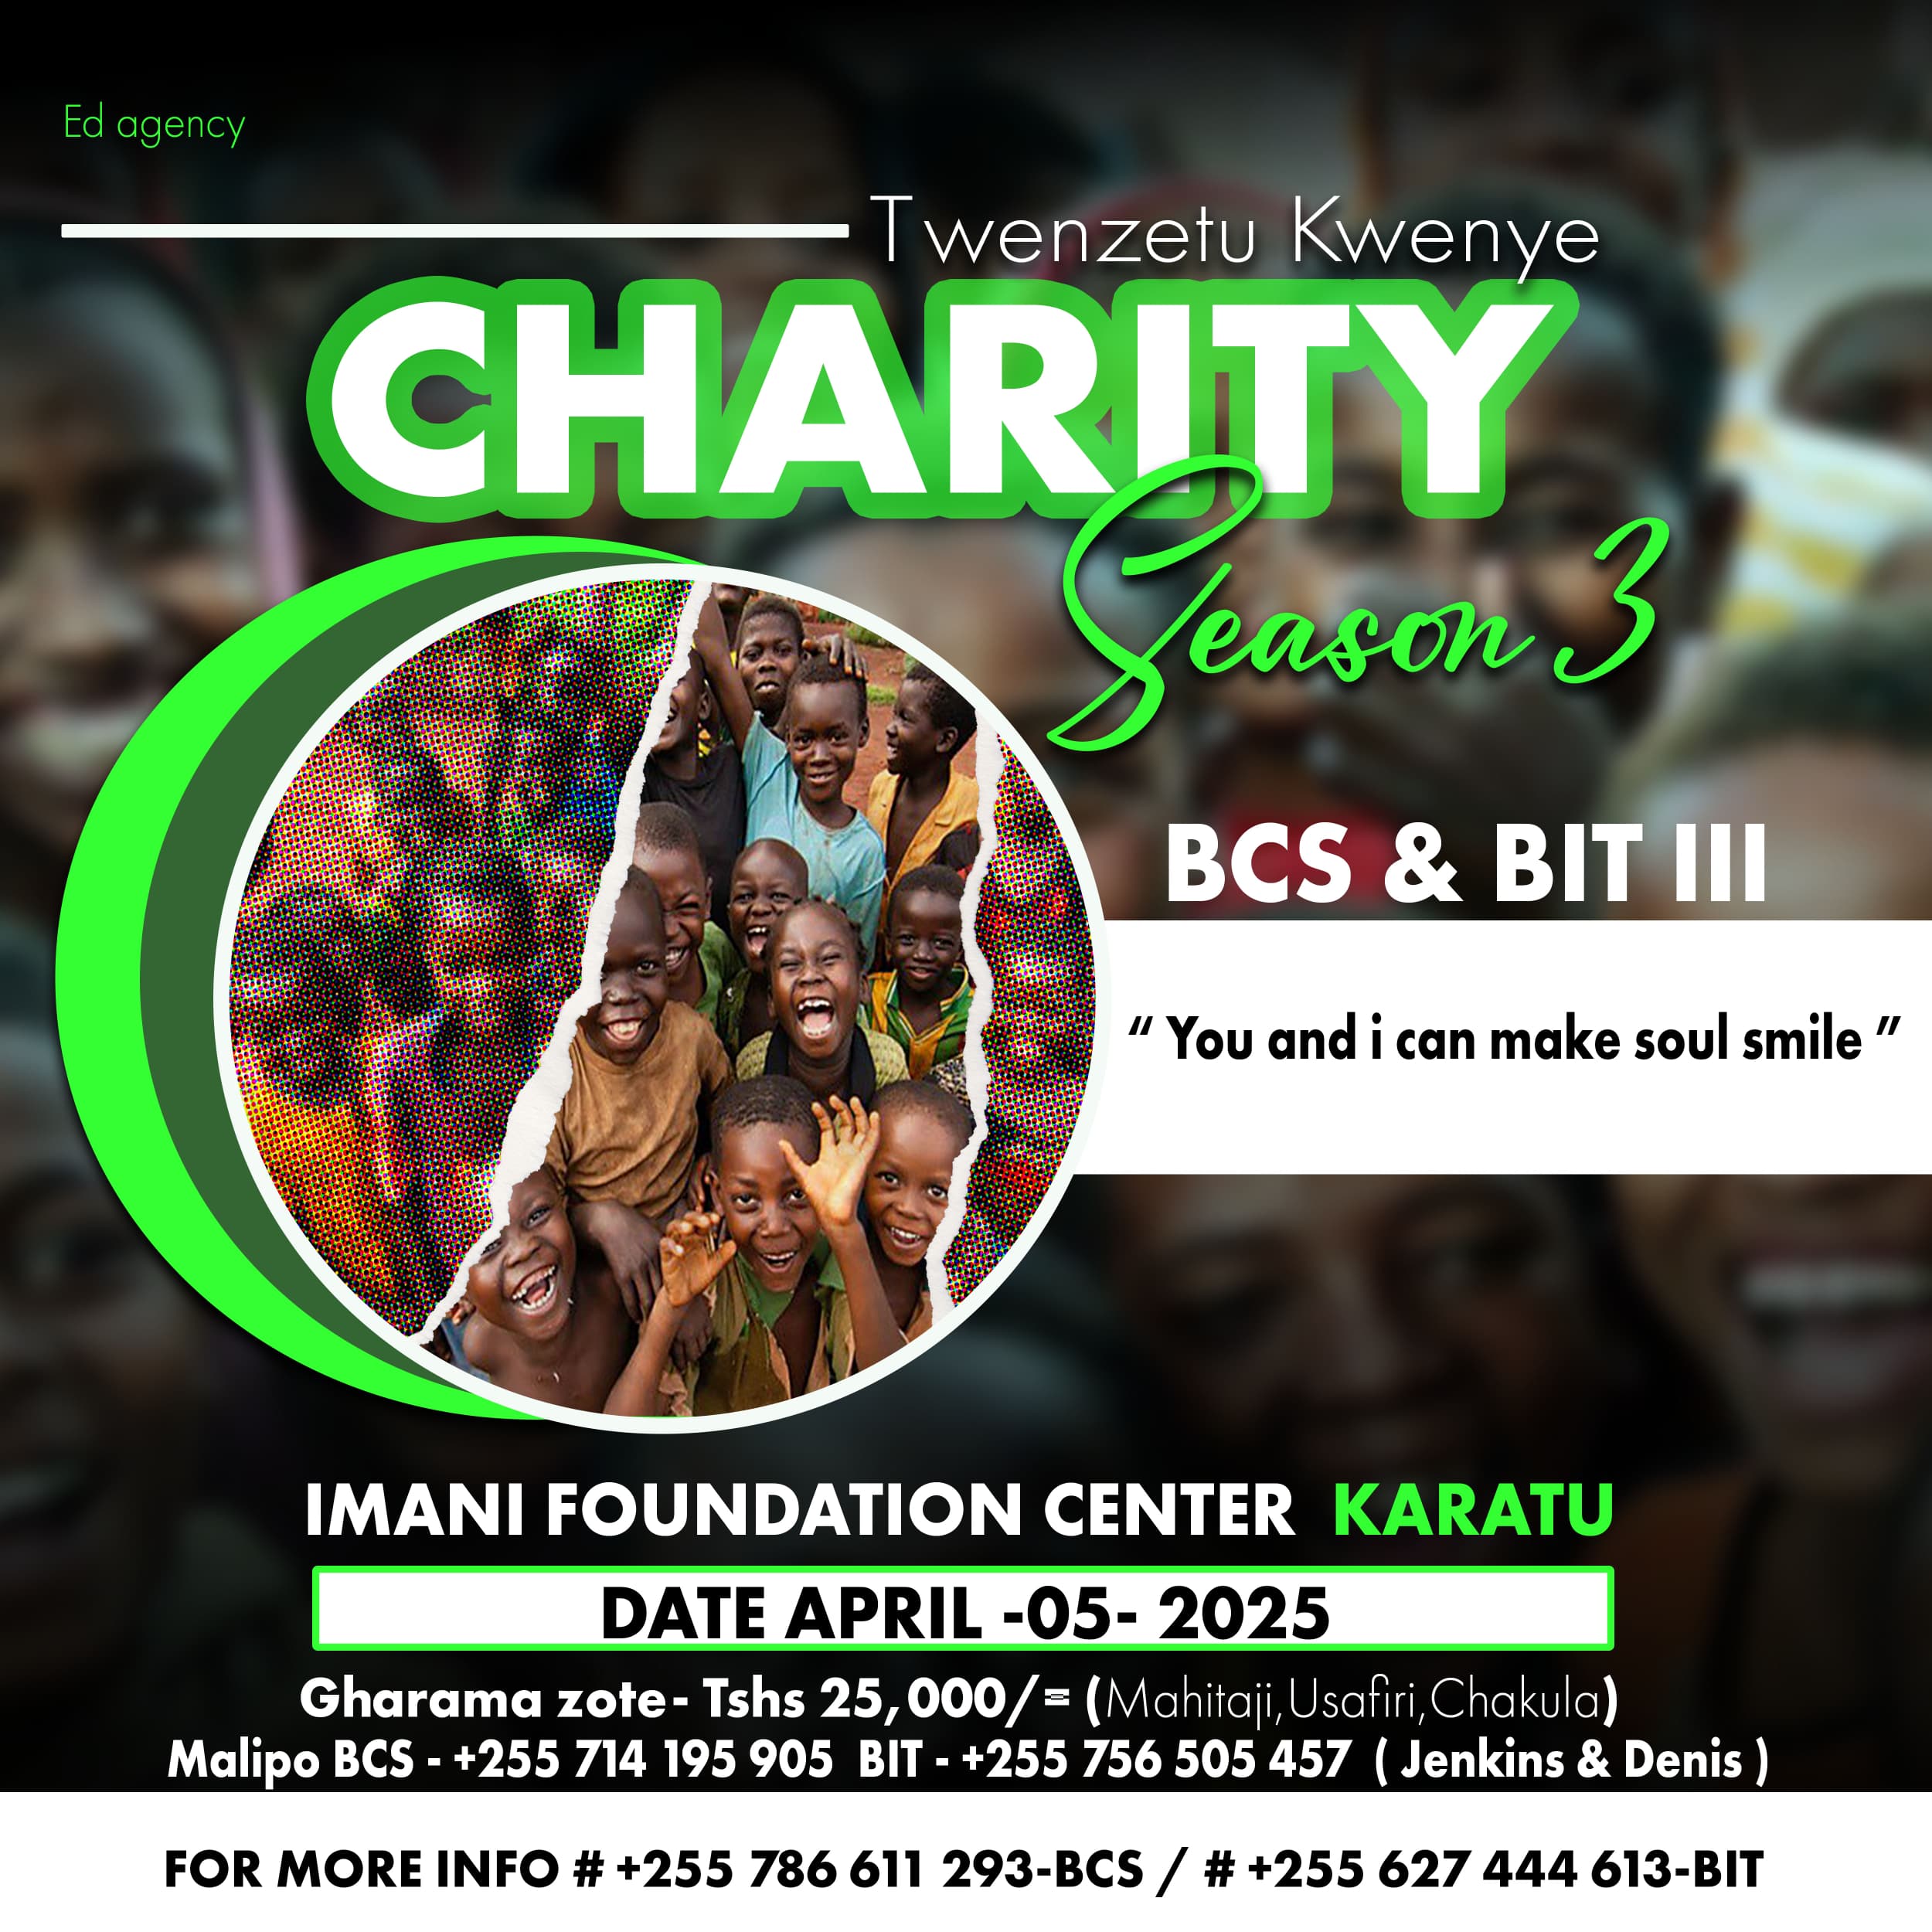 Ed agency
Twenzetu Kwenye
CHARITY
Season 3
BCS & BIT III
“ You and i can make soul smile ”
IMANI FOUNDATION CENTER KARATU
DATE APRIL -05- 2025
Gharama zote- Tshs 25,000/= (Mahitaji,Usafiri,Chakula)
Malipo BCS - +255 714 195 905 BIT - +255 756 505 457 ( Jenkins & Denis )
FOR MORE INFO # +255 786 611 293-BCS / # +255 627 444 613-BIT